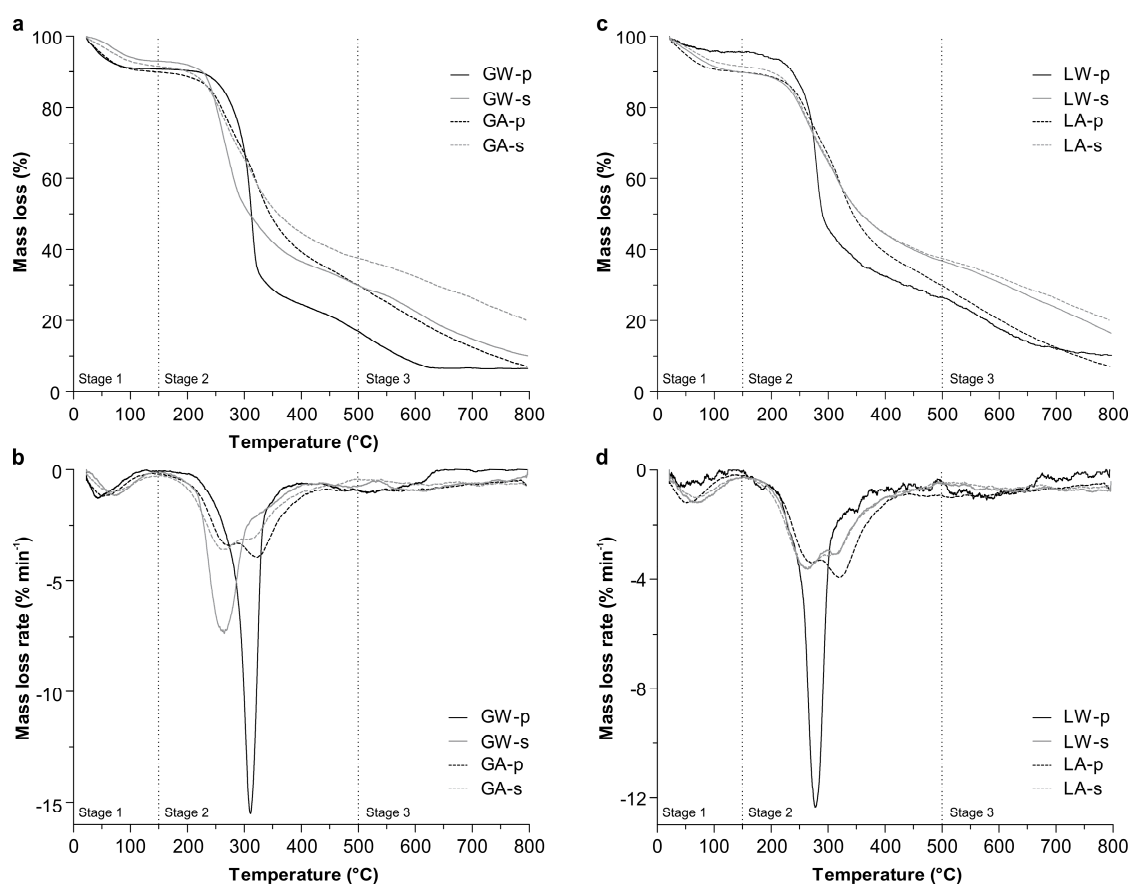 a
Mass loss (%)
100
80
60
40
20
0
GW-p
GW-s
GA-p
GA-s
Stage 1
Stage 2
Stage 3
0 100 200 300 400 500 600 700 800
Temperature (°C)
c
Mass loss (%)
100
80
60
40
20
0
LW-p
LW-s
LA-p
LA-s
Stage 1
Stage 2
Stage 3
0 100 200 300 400 500 600 700 800
b
Mass loss rate (% min⁻¹)
0
-5
-10
-15
GW-p
GW-s
GA-p
GA-s
Stage 1
Stage 2
Stage 3
0 100 200 300 400 500 600 700 800
Temperature (°C)
d
Mass loss rate (% min⁻¹)
0
-4
-8
-12
LW-p
LW-s
LA-p
LA-s
Stage 1
Stage 2
Stage 3
0 100 200 300 400 500 600 700 800
Temperature (°C)